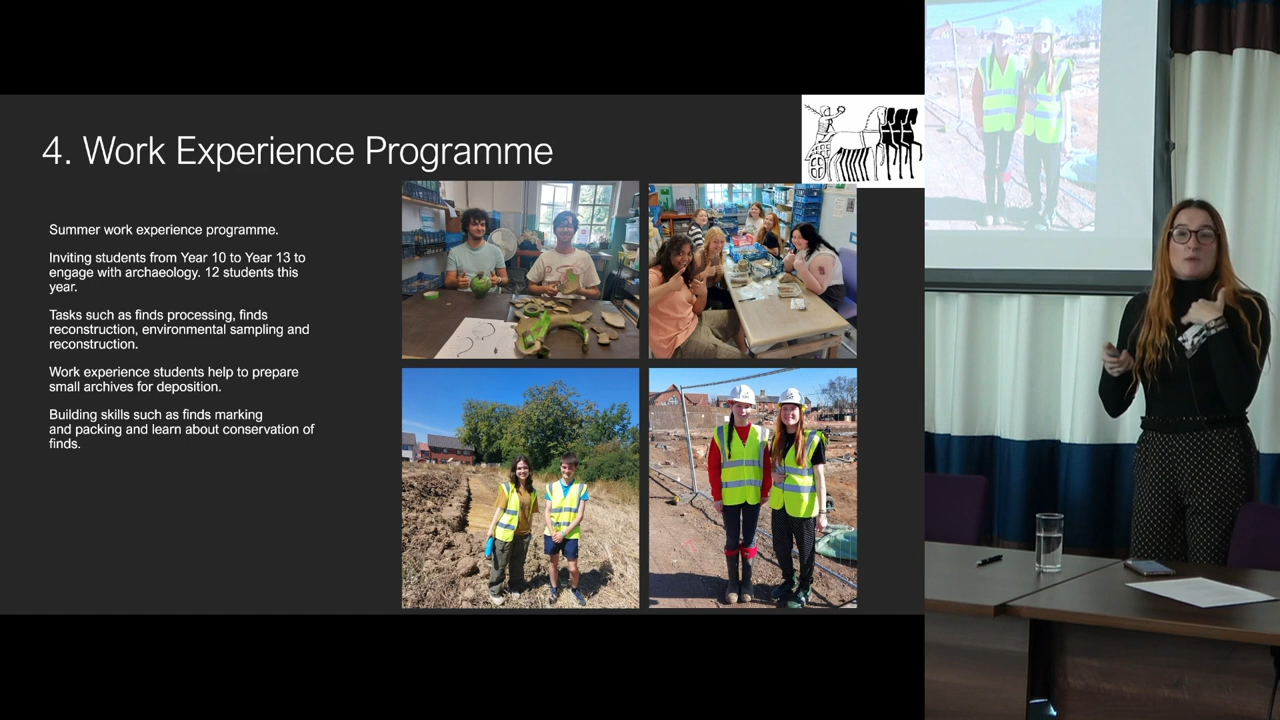 4. Work Experience Programme
Summer work experience programme.
Inviting students from Year 10 to Year 13 to
engage with archaeology. 12 students this
year.
Tasks such as finds processing, finds
reconstruction, environmental sampling and
reconstruction.
Work experience students help to prepare
small archives for deposition.
Building skills such as finds marking
and packing and learn about conservation of
finds.